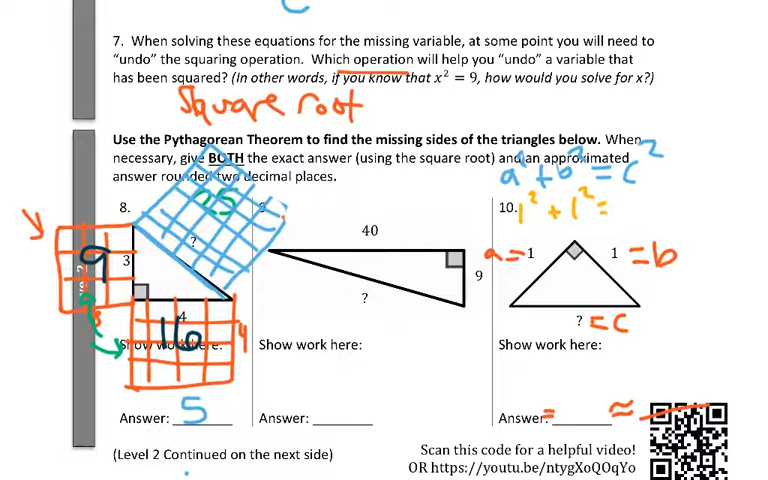 7. When solving these equations for the missing variable, at some point you will need to
"undo" the squaring operation. Which operation will help you "undo" a variable that
has been squared? (In other words, if you know that x² = 9, how would you solve for x?)
Square root
Use the Pythagorean Theorem to find the missing sides of the triangles below. When
necessary, give BOTH the exact answer (using the square root) and an approximated
answer rounded two decimal places.
a² + b² = c²
8.
25
?
3
9
9
3
4
16
4
Show work here:
Answer: 5
40
9
?
Show work here:
Answer: ________
10.
1² + 1² =
a = 1
1 = b
? = c
Show work here:
Answer: = ________ ≈
(Level 2 Continued on the next side)
Scan this code for a helpful video!
OR https://youtu.be/ntygXoQOqYo